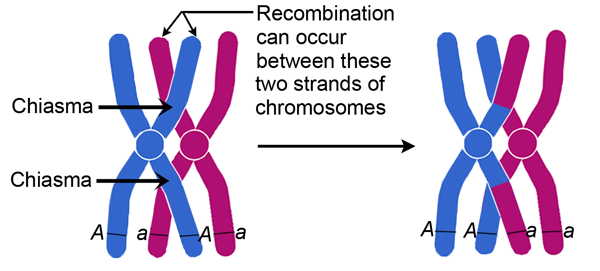 Recombination
can occur
between these
two strands of
chromosomes
Chiasma
Chiasma
A a A a
A A a a